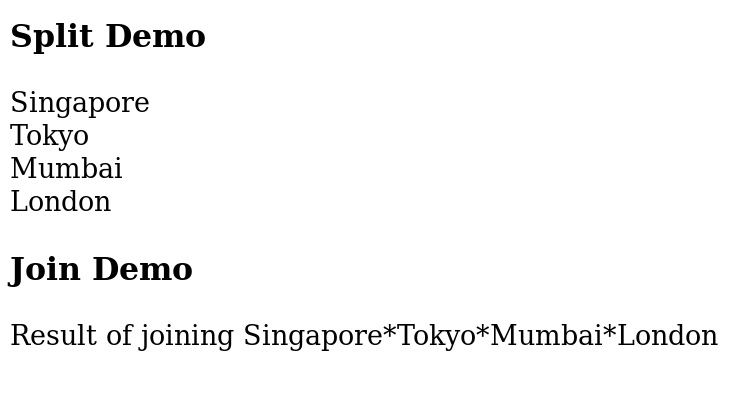 Split Demo
Singapore
Tokyo
Mumbai
London
Join Demo
Result of joining Singapore*Tokyo*Mumbai*London